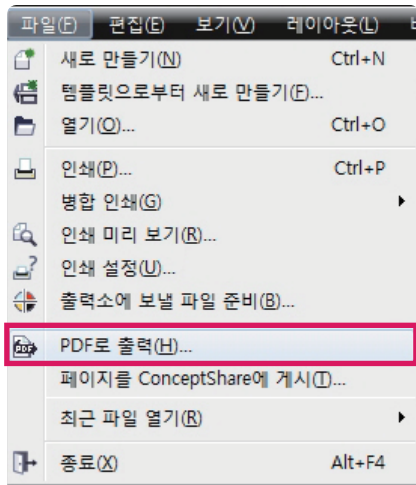 파일(F) 편집(E) 보기(V) 레이아웃(L)
새로 만들기(N) Ctrl+N
템플릿으로부터 새로 만들기(F)...
열기(O)... Ctrl+O
인쇄(P)... Ctrl+P
병합 인쇄(G)
인쇄 미리 보기(R)...
인쇄 설정(U)...
출력소에 보낼 파일 준비(B)...
PDF로 출력(H)...
페이지를 ConceptShare에 게시(T)...
최근 파일 열기(R)
종료(X) Alt+F4